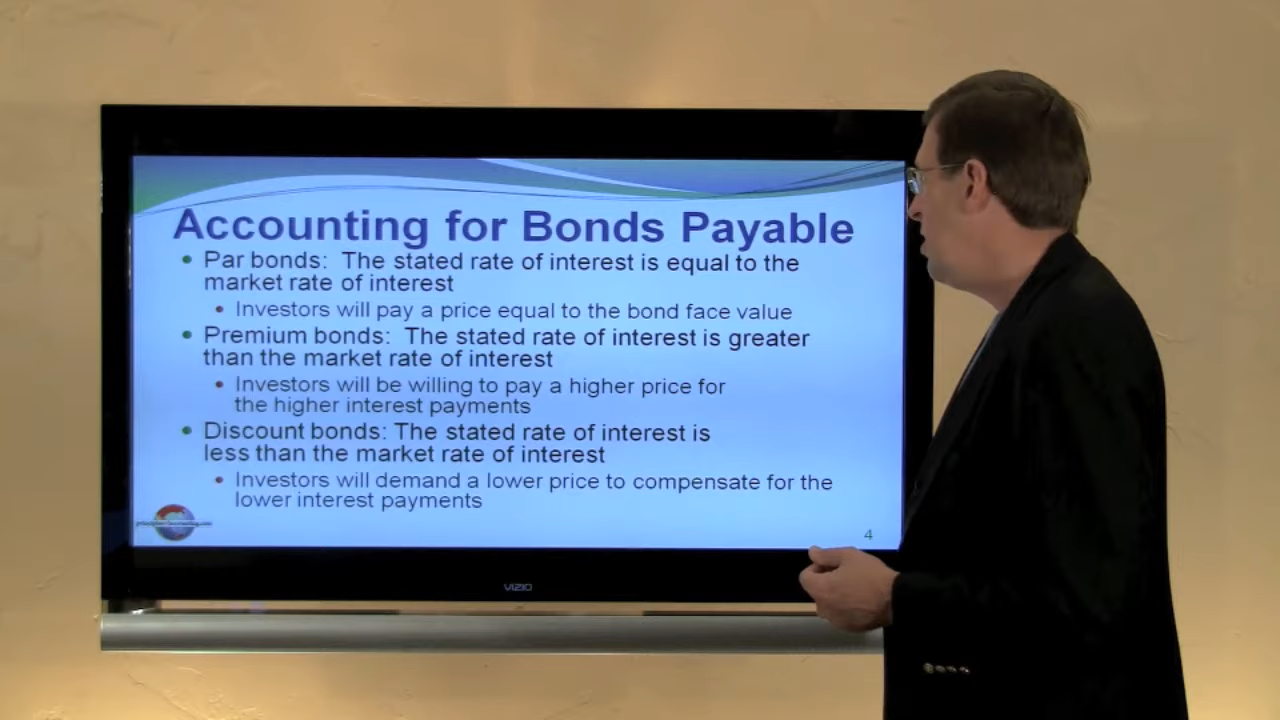 Accounting for Bonds Payable
• Par bonds: The stated rate of interest is equal to the
market rate of interest
• Investors will pay a price equal to the bond face value
• Premium bonds: The stated rate of interest is greater
than the market rate of interest
• Investors will be willing to pay a higher price for
the higher interest payments
• Discount bonds: The stated rate of interest is
less than the market rate of interest
• Investors will demand a lower price to compensate for the
lower interest payments
4
VIZIO